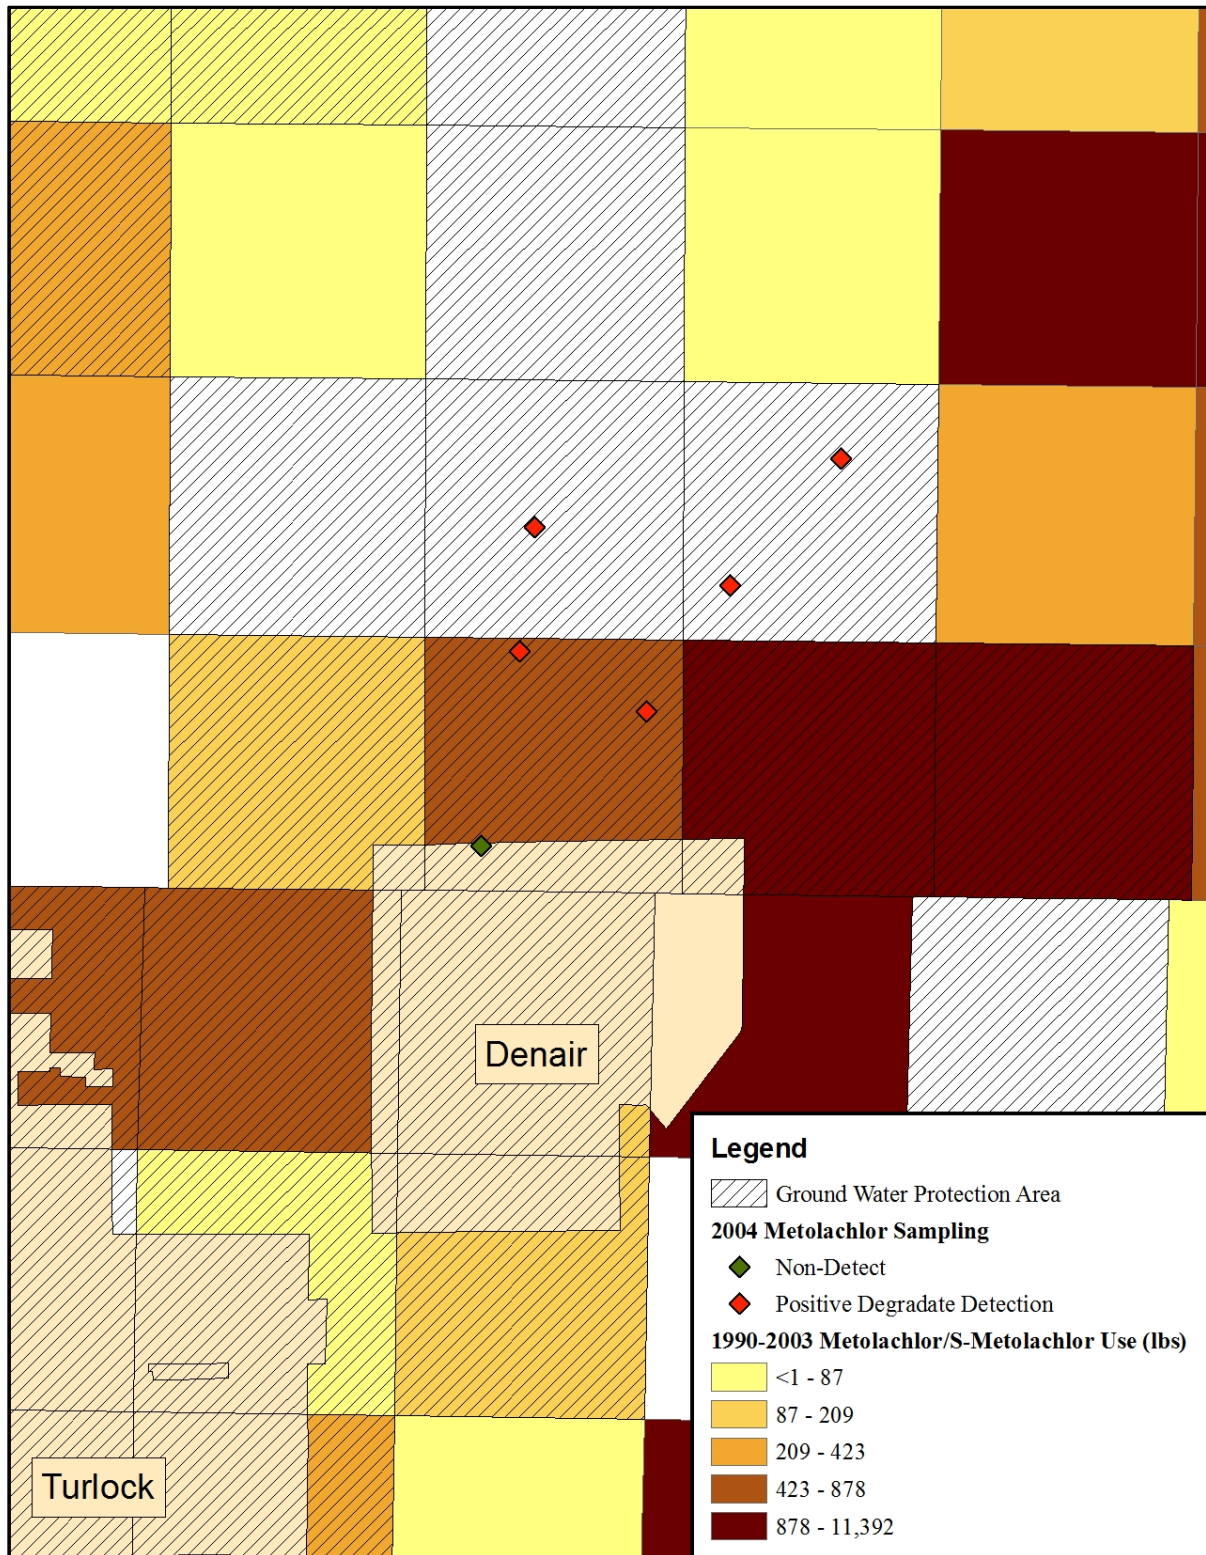 Denair
Turlock
Legend
Ground Water Protection Area
2004 Metolachlor Sampling
Non-Detect
Positive Degradate Detection
1990-2003 Metolachlor/S-Metolachlor Use (lbs)
<1 - 87
87 - 209
209 - 423
423 - 878
878 - 11,392